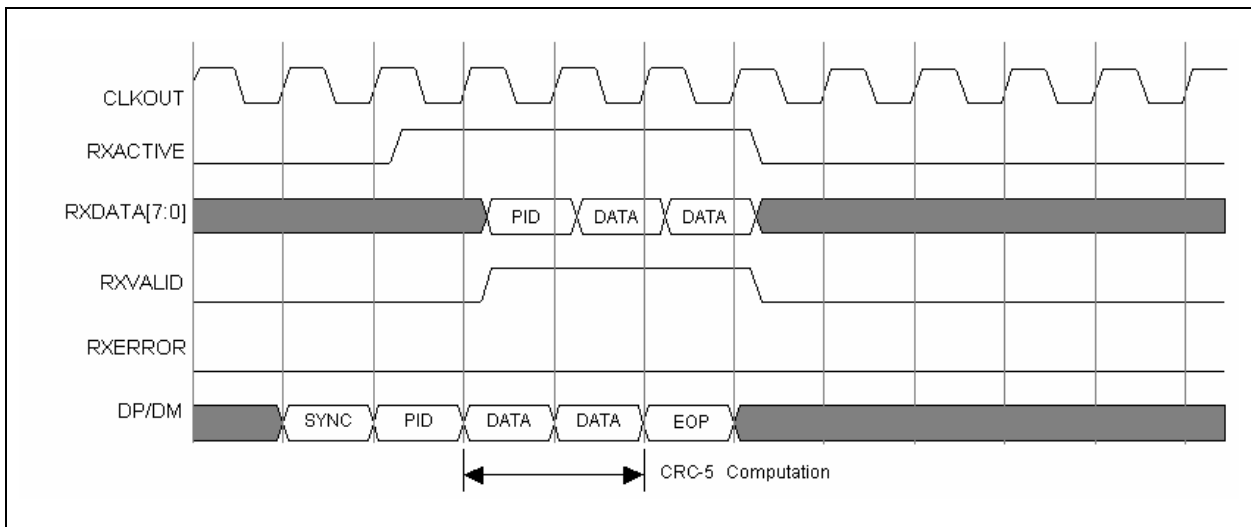 CLKOUT
RXACTIVE
RXDATA[7:0]
PID DATA DATA
RXVALID
RXERROR
DP/DM
SYNC PID DATA DATA EOP
CRC-5 Computation